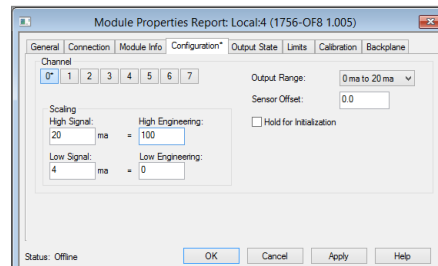 Module Properties Report: Local:4 (1756-OF8 1.005)
General Connection Module Info Configuration* Output State Limits Calibration Backplane
Channel
0* 1 2 3 4 5 6 7
Output Range: 0 ma to 20 ma
Sensor Offset: 0.0
Hold for Initialization
Scaling
High Signal: High Engineering:
20 ma = 100
Low Signal: Low Engineering:
4 ma = 0
Status: Offline OK Cancel Apply Help